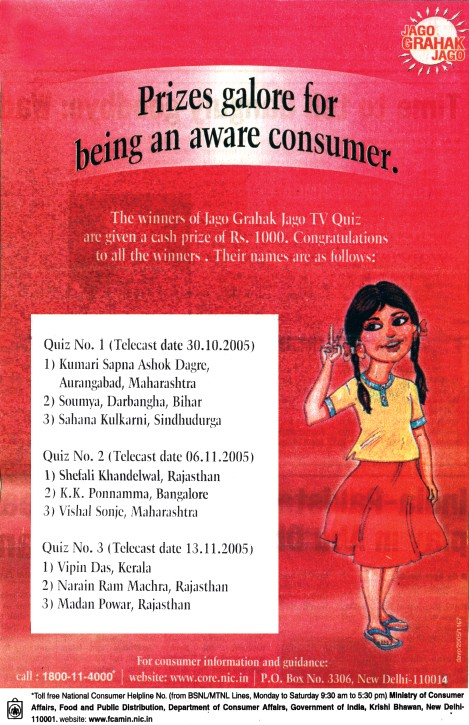 JAGO
GRAHAK
JAGO
Prizes galore for
being an aware consumer.
The winners of Jago Grahak Jago TV Quiz
are given a cash prize of Rs. 1000. Congratulations
to all the winners . Their names are as follows:
Quiz No. 1 (Telecast date 30.10.2005)
1) Kumari Sapna Ashok Dagre,
Aurangabad, Maharashtra
2) Soumya, Darbangha, Bihar
3) Sahana Kulkarni, Sindhudurga
Quiz No. 2 (Telecast date 06.11.2005)
1) Shefali Khandelwal, Rajasthan
2) K.K. Ponnamma, Bangalore
3) Vishal Sonje, Maharashtra
Quiz No. 3 (Telecast date 13.11.2005)
1) Vipin Das, Kerala
2) Narain Ram Machra, Rajasthan
3) Madan Powar, Rajasthan
For consumer information and guidance:
call : 1800-11-4000* | website: www.core.nic.in | P.O. Box No. 3306, New Delhi-110014
*Toll free National Consumer Helpline No. (from BSNL/MTNL Lines, Monday to Saturday 9:30 am to 5:30 pm) Ministry of Consumer
Affairs, Food and Public Distribution, Department of Consumer Affairs, Government of India, Krishi Bhawan, New Delhi-
110001. website: www.fcamin.nic.in